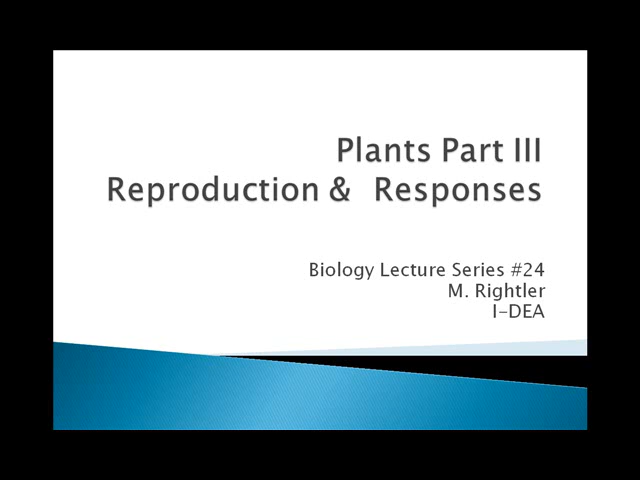 Plants Part III
Reproduction & Responses
Biology Lecture Series #24
M. Rightler
I-DEA